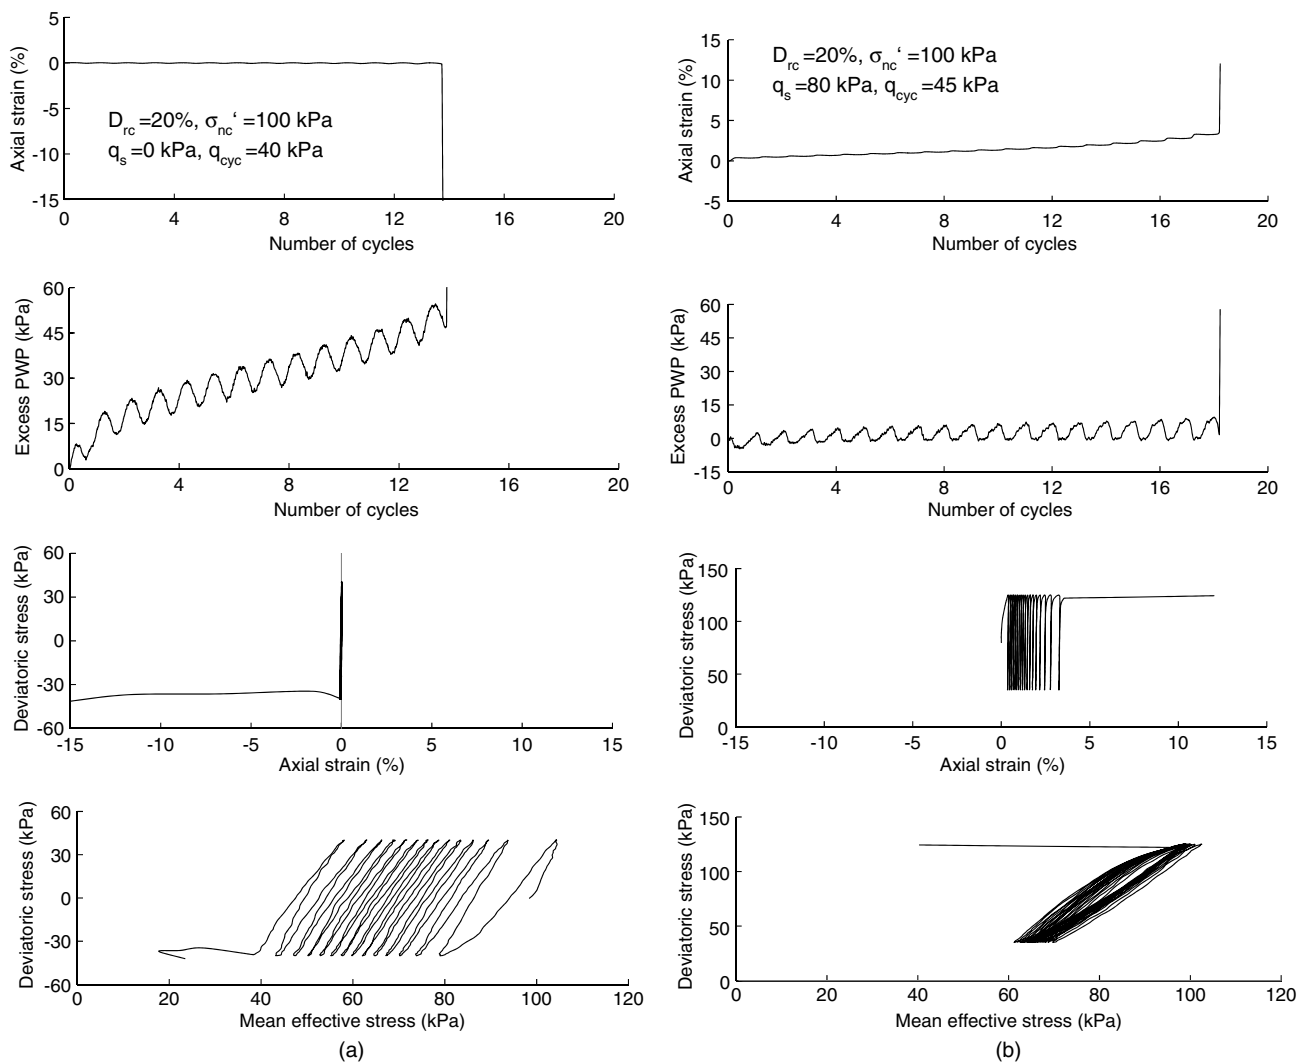 5
0
-5
-10
-15
Axial strain (%)
D_rc =20%, σ_nc‘ =100 kPa
q_s =0 kPa, q_cyc =40 kPa
0 4 8 12 16 20
Number of cycles
60
45
30
15
0
Excess PWP (kPa)
0 4 8 12 16 20
Number of cycles
60
30
0
-30
-60
Deviatoric stress (kPa)
-15 -10 -5 0 5 10 15
Axial strain (%)
60
30
0
-30
-60
Deviatoric stress (kPa)
0 20 40 60 80 100 120
Mean effective stress (kPa)
(a)
15
10
5
0
-5
Axial strain (%)
D_rc =20%, σ_nc‘ =100 kPa
q_s =80 kPa, q_cyc =45 kPa
0 4 8 12 16 20
Number of cycles
60
45
30
15
0
-15
Excess PWP (kPa)
0 4 8 12 16 20
Number of cycles
150
100
50
0
Deviatoric stress (kPa)
-15 -10 -5 0 5 10 15
Axial strain (%)
150
100
50
0
Deviatoric stress (kPa)
0 20 40 60 80 100 120
Mean effective stress (kPa)
(b)